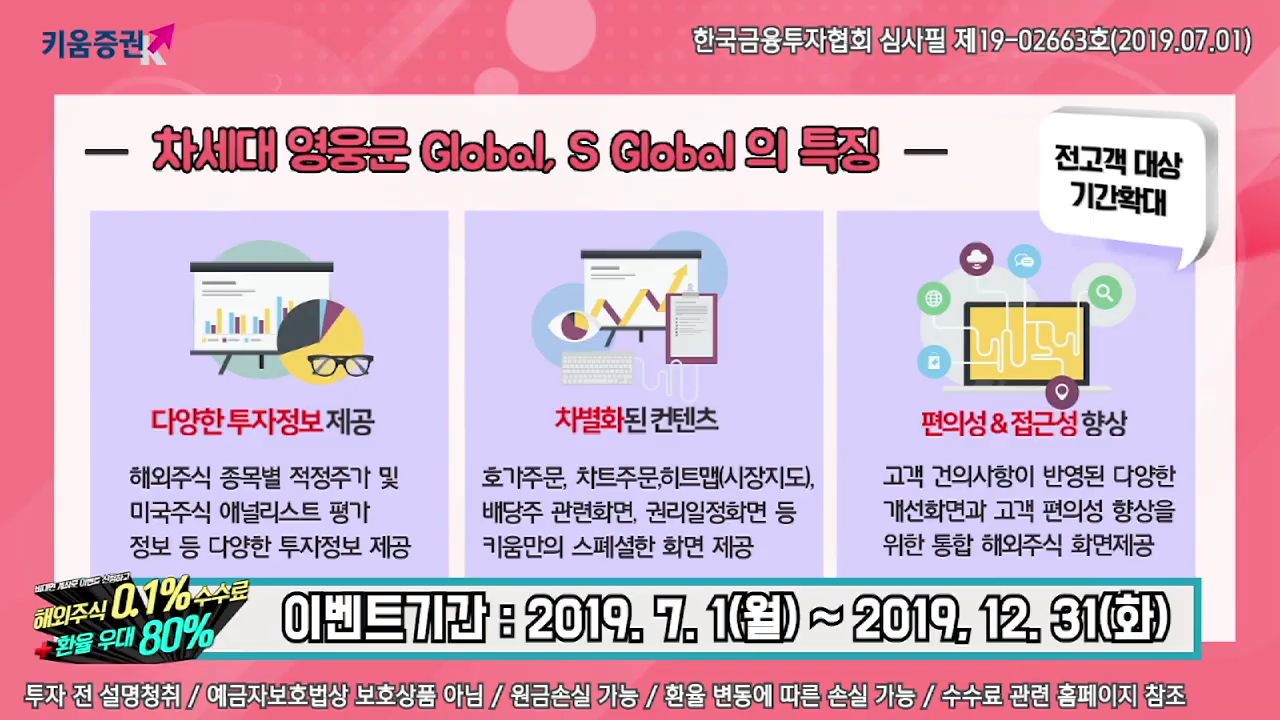 키움증권
한국금융투자협회 심사필 제19-02663호(2019.07.01)
차세대 영웅문 Global, S Global 의 특징
전고객 대상
기간확대
다양한 투자정보 제공
해외주식 종목별 적정주가 및
미국주식 애널리스트 평가
정보 등 다양한 투자정보 제공
차별화된 컨텐츠
호가주문, 차트주문,히트맵(시장지도),
배당주 관련화면, 권리일정화면 등
키움만의 스페셜한 화면 제공
편의성 & 접근성 향상
고객 건의사항이 반영된 다양한
개선화면과 고객 편의성 향상을
위한 통합 해외주식 화면제공
비대면 계좌로 이벤트 신청하고
해외주식 0.1% 수수료
+환율 우대 80%
이벤트기간 : 2019. 7. 1(월) ~ 2019, 12. 31(화)
투자 전 설명청취 / 예금자보호법상 보호상품 아님 / 원금손실 가능 / 환율 변동에 따른 손실 가능 / 수수료 관련 홈페이지 참조